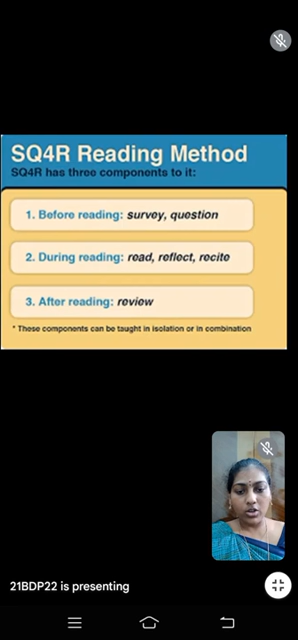 SQ4R Reading Method
SQ4R has three components to it:
1. Before reading: survey, question
2. During reading: read, reflect, recite
3. After reading: review
* These components can be taught in isolation or in combination
21BDP22 is presenting